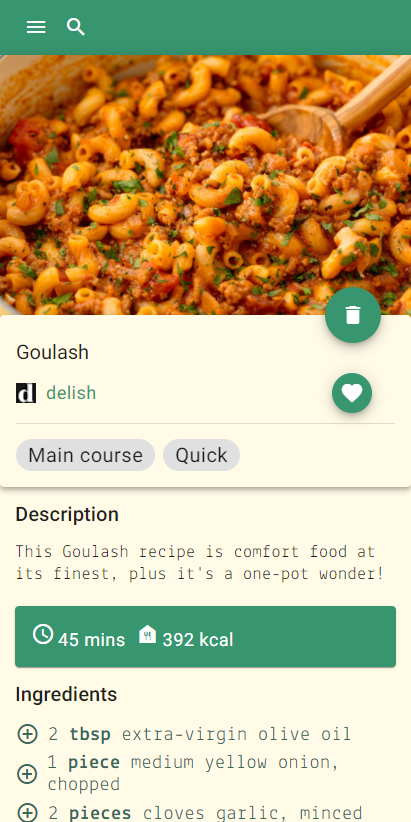 Goulash
d delish
Main course Quick
Description
This Goulash recipe is comfort food at
its finest, plus it's a one-pot wonder!
45 mins 392 kcal
Ingredients
2 tbsp extra-virgin olive oil
1 piece medium yellow onion,
chopped
2 pieces cloves garlic, minced